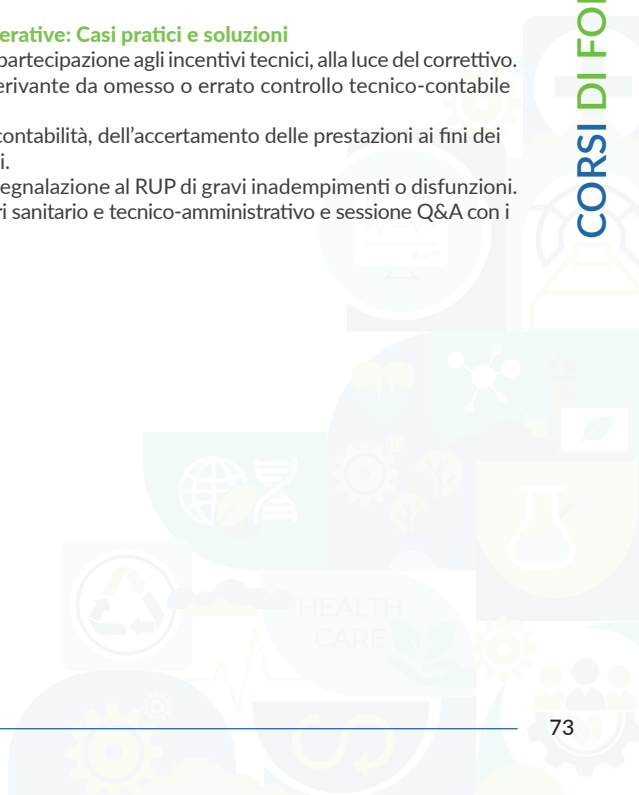 erative: Casi pratici e soluzioni
partecipazione agli incentivi tecnici, alla luce del correttivo.
erivante da omesso o errato controllo tecnico-contabile
contabilità, dell'accertamento delle prestazioni ai fini dei
i.
egnalazione al RUP di gravi inadempimenti o disfunzioni.
ri sanitario e tecnico-amministrativo e sessione Q&A con i
CORSI DI FO
HEALTH
CARE
73